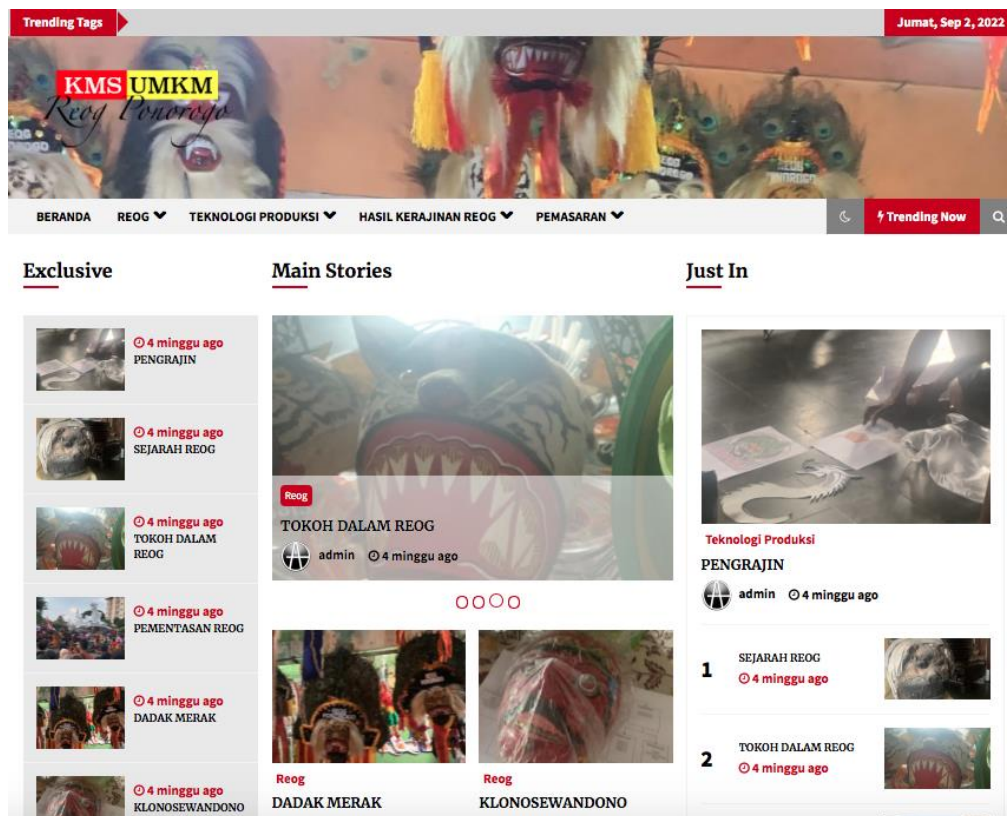 Trending Tags
Jumat, Sep 2, 2022
KMS UMKM
Reog Ponorogo
BERANDA REOG TEKNOLOGI PRODUKSI HASIL KERAJINAN REOG PEMASARAN
Trending Now
Exclusive
4 minggu ago
PENGRAJIN
4 minggu ago
SEJARAH REOG
4 minggu ago
TOKOH DALAM
REOG
4 minggu ago
PEMENTASAN REOG
4 minggu ago
DADAK MERAK
4 minggu ago
KLONOSEWANDONO
Main Stories
Reog
TOKOH DALAM REOG
admin 4 minggu ago
Reog
DADAK MERAK
Reog
KLONOSEWANDONO
Just In
Teknologi Produksi
PENGRAJIN
admin 4 minggu ago
1
SEJARAH REOG
4 minggu ago
2
TOKOH DALAM REOG
4 minggu ago